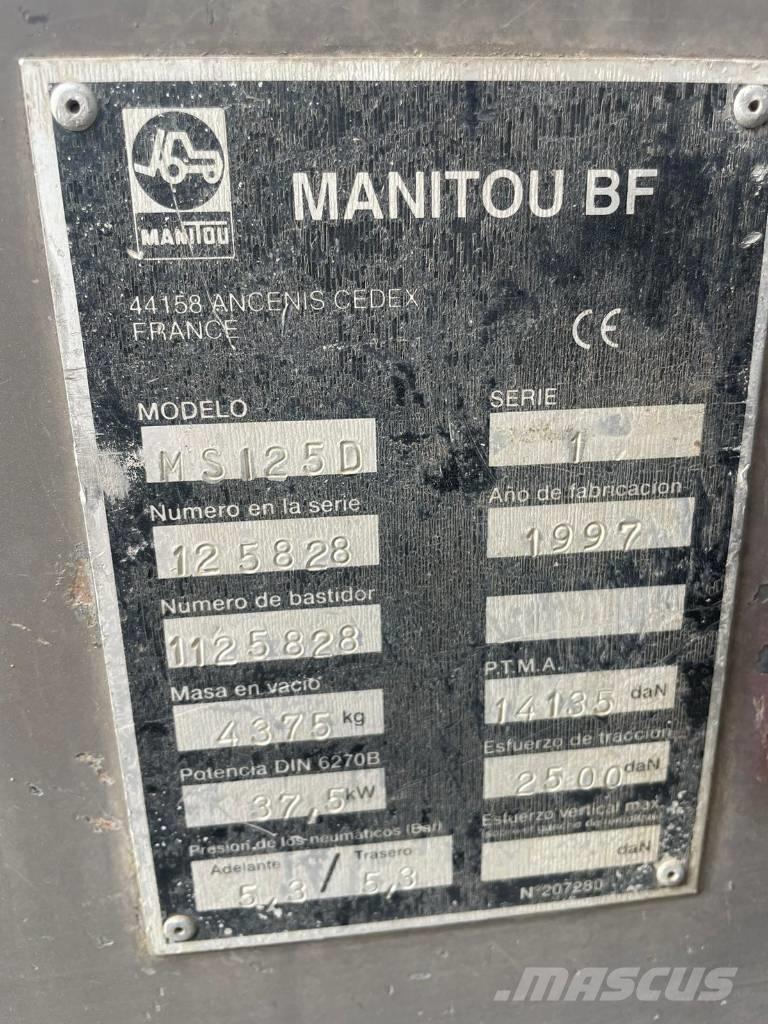 MANITOU
MANITOU BF
44158 ANCENIS CEDEX
FRANCE
CE
MODELO
MS125D
SERIE
1
Numero en la serie
125828
Año de fabricacion
1997
Número de bastidor
1125828
Masa en vacio
4375 kg
P.T.M.A.
14135 daN
Potencia DIN 6270B
37,5 kW
Esfuerzo de traccion
2500 daN
Presion de los neumáticos (Bar)
Adelante / Trasero
5,3 / 5,3
Esfuerzo vertical max.
daN
N°207280
MASCUS